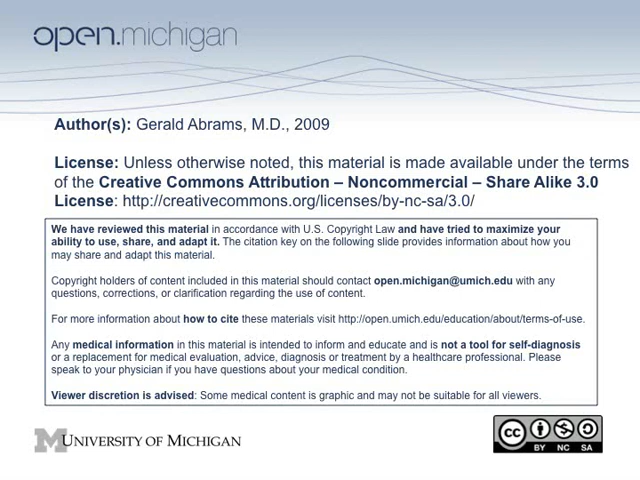 open.michigan
Author(s): Gerald Abrams, M.D., 2009
License: Unless otherwise noted, this material is made available under the terms
of the Creative Commons Attribution – Noncommercial – Share Alike 3.0
License: http://creativecommons.org/licenses/by-nc-sa/3.0/
We have reviewed this material in accordance with U.S. Copyright Law and have tried to maximize your
ability to use, share, and adapt it. The citation key on the following slide provides information about how you
may share and adapt this material.
Copyright holders of content included in this material should contact open.michigan@umich.edu with any
questions, corrections, or clarification regarding the use of content.
For more information about how to cite these materials visit http://open.umich.edu/education/about/terms-of-use.
Any medical information in this material is intended to inform and educate and is not a tool for self-diagnosis
or a replacement for medical evaluation, advice, diagnosis or treatment by a healthcare professional. Please
speak to your physician if you have questions about your medical condition.
Viewer discretion is advised: Some medical content is graphic and may not be suitable for all viewers.
M UNIVERSITY OF MICHIGAN
cc
BY NC SA